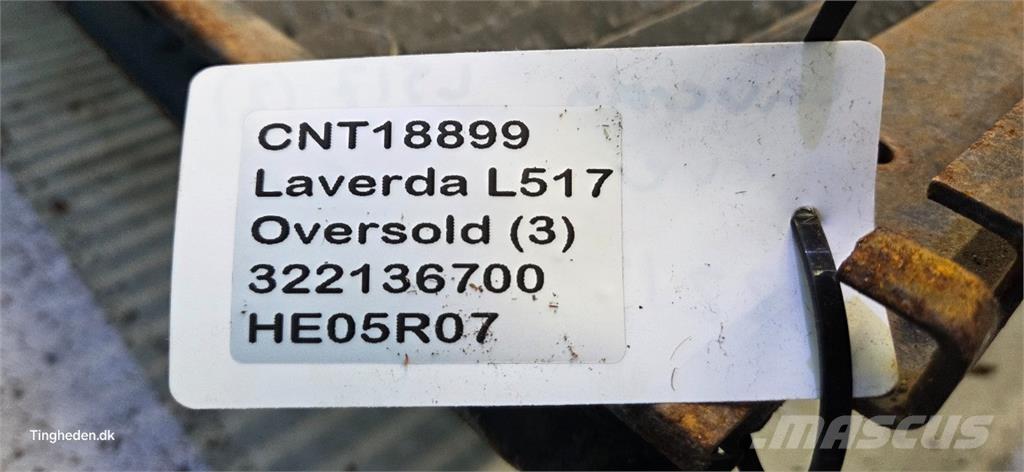 CNT18899
Laverda L517
Oversold (3)
322136700
HE05R07
Tingheden.dk
MASCUS